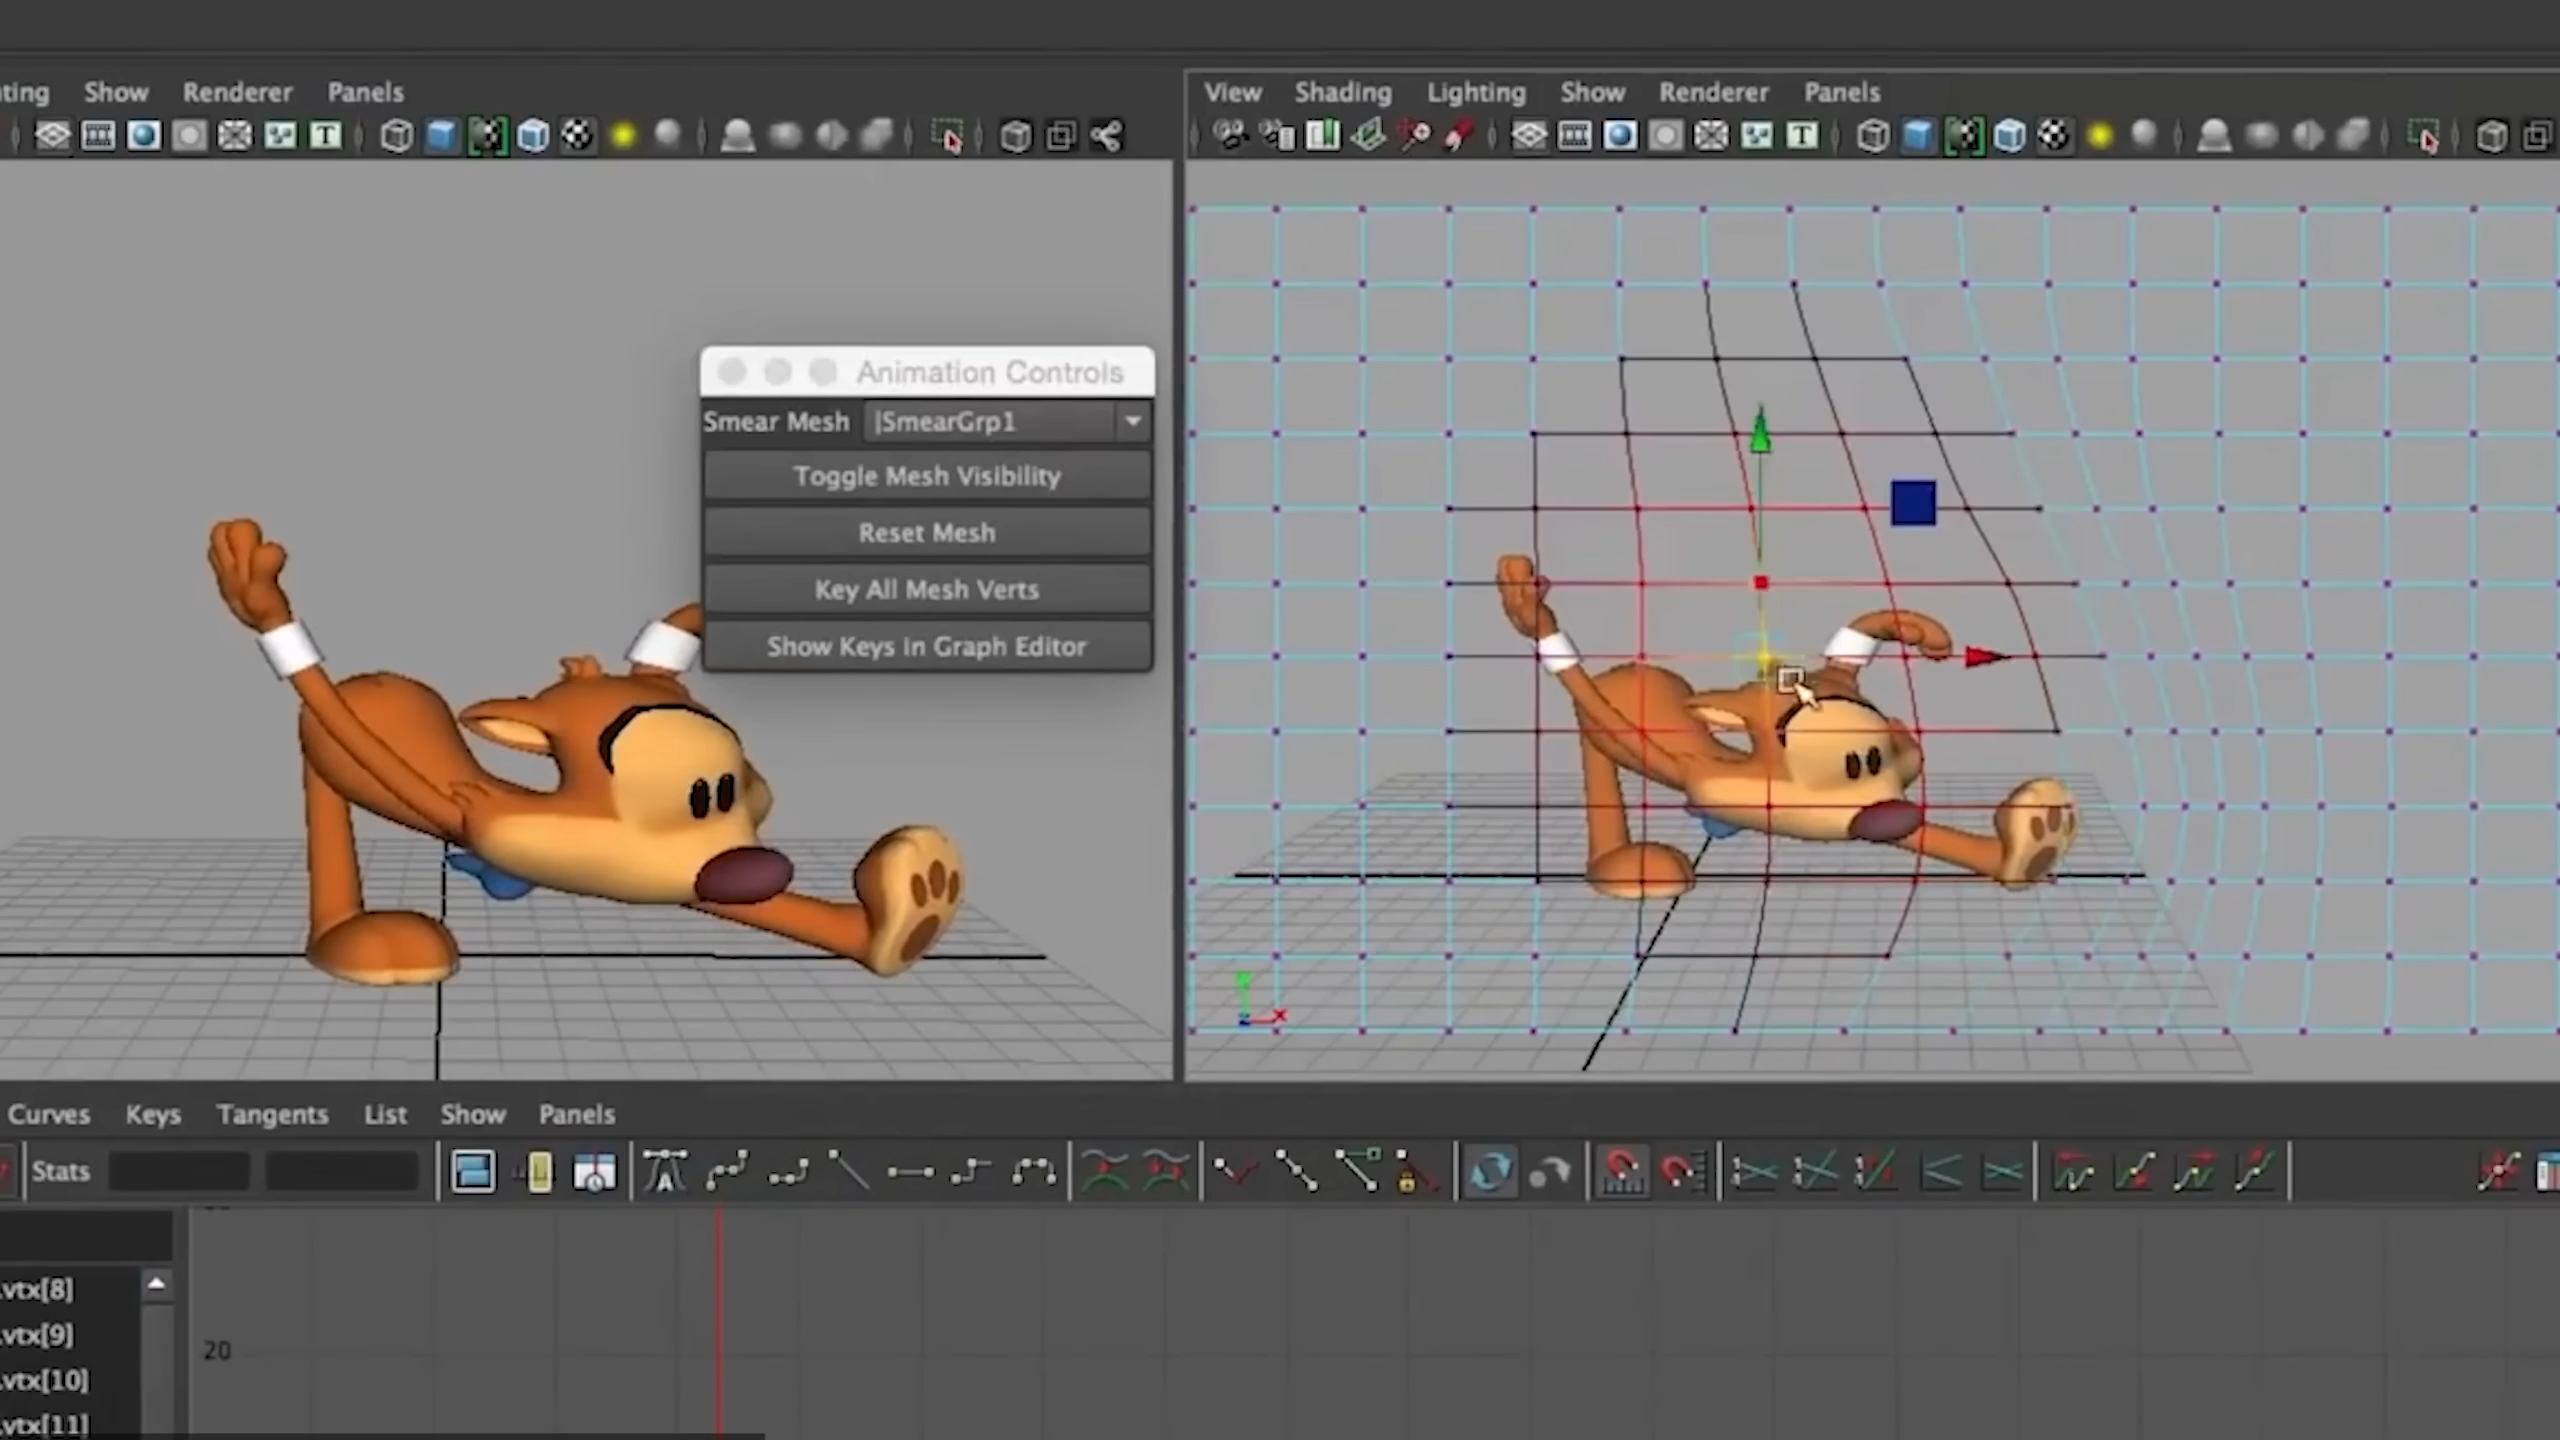 Show Renderer Panels
View Shading Lighting Show Renderer Panels
T
T
Animation Controls
Smear Mesh |SmearGrp1
Toggle Mesh Visibility
Reset Mesh
Key All Mesh Verts
Show Keys in Graph Editor
Curves Keys Tangents List Show Panels
Stats
A
.vtx[8]
.vtx[9]
20
.vtx[10]
.vtx[11]